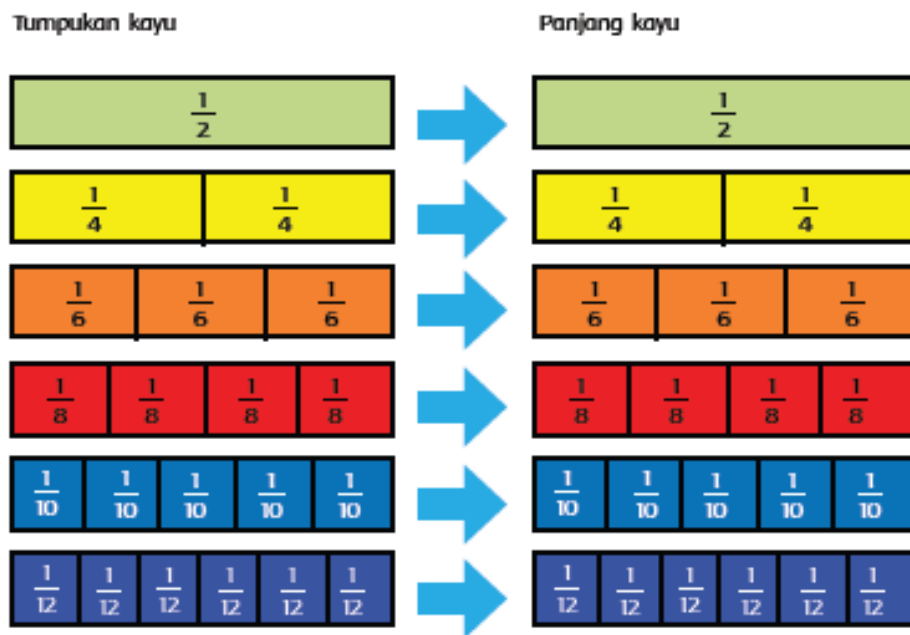 Tumpukan kayu Panjang kayu
1/2 1/2
1/4 1/4 1/4 1/4
1/6 1/6 1/6 1/6 1/6 1/6
1/8 1/8 1/8 1/8 1/8 1/8 1/8 1/8
1/10 1/10 1/10 1/10 1/10 1/10 1/10 1/10 1/10 1/10
1/12 1/12 1/12 1/12 1/12 1/12 1/12 1/12 1/12 1/12 1/12 1/12